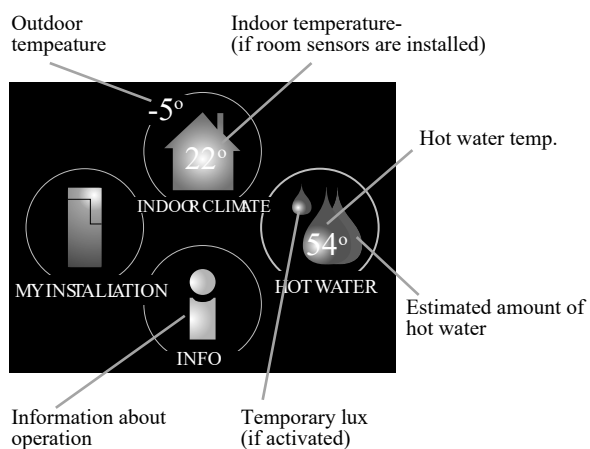 Outdoor
tempeature
Indoor temperature-
(if room sensors are installed)
-5°
22°
Hot water temp.
INDOOR CLIMATE
54°
MY INSTALLATION
HOT WATER
INFO
Estimated amount of
hot water
Information about
operation
Temporary lux
(if activated)